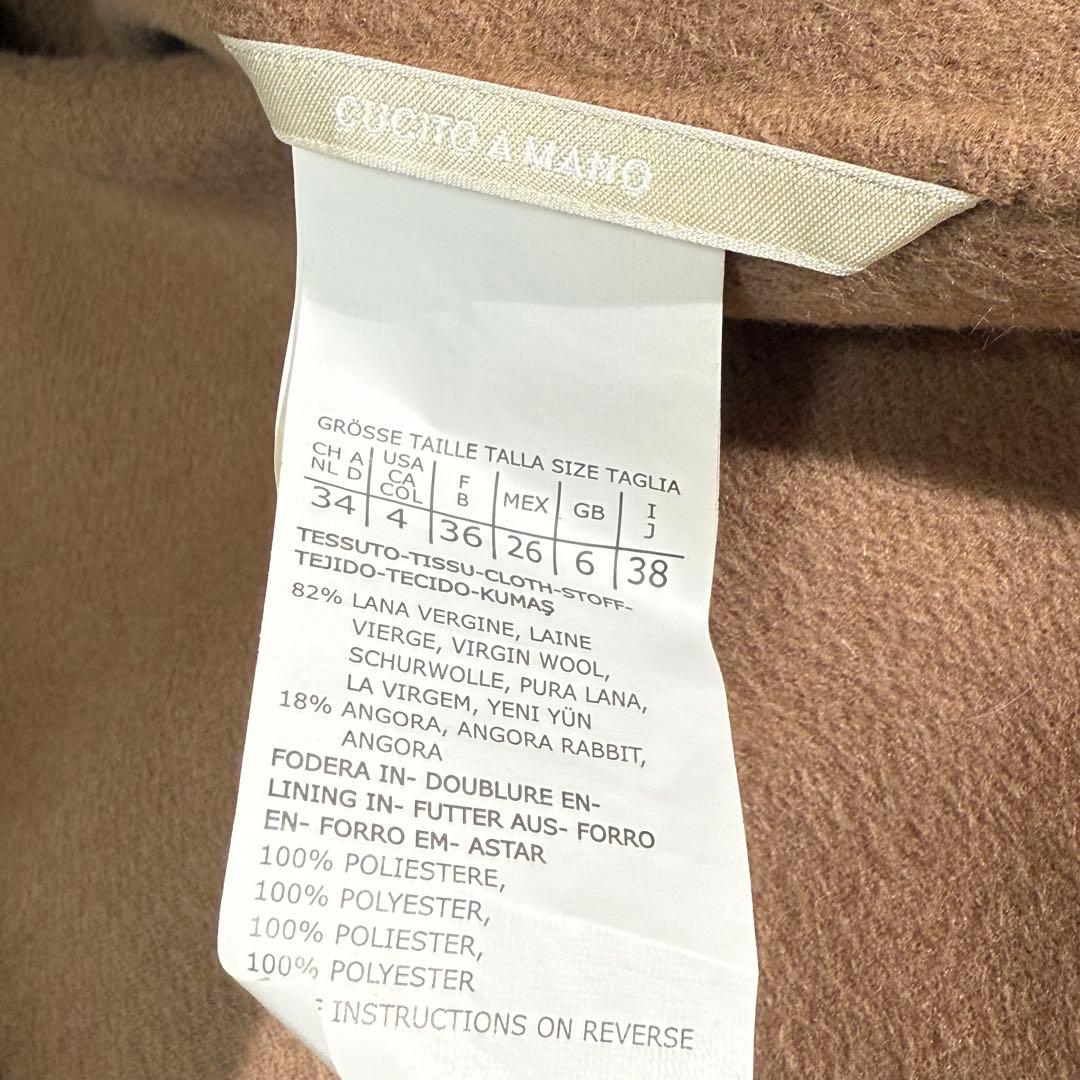 CUCITO A MANO
GRÖSSE TAILLE TALLA SIZE TAGLIA
CH A NL D USA CA COL F B MEX GB I J
34 4 36 26 6 38
TESSUTO-TISSU-CLOTH-STOFF-
TEJIDO-TECIDO-KUMAŞ
82% LANA VERGINE, LAINE
VIERGE, VIRGIN WOOL,
SCHURWOLLE, PURA LANA,
LA VIRGEM, YENI YÜN
18% ANGORA, ANGORA RABBIT,
ANGORA
FODERA IN- DOUBLURE EN-
LINING IN- FUTTER AUS- FORRO
EN- FORRO EM- ASTAR
100% POLIESTERE,
100% POLYESTER,
100% POLIESTER,
100% POLYESTER
INSTRUCTIONS ON REVERSE